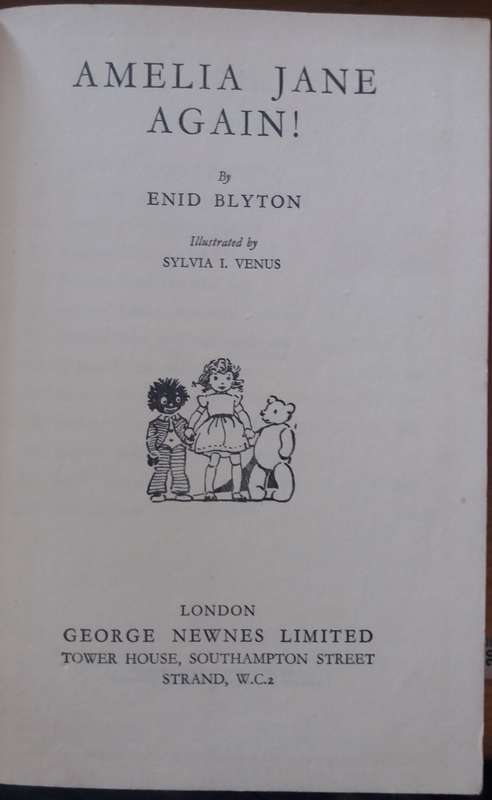 AMELIA JANE
AGAIN!
By
ENID BLYTON
Illustrated by
SYLVIA I. VENUS
LONDON
GEORGE NEWNES LIMITED
TOWER HOUSE, SOUTHAMPTON STREET
STRAND, W.C.2